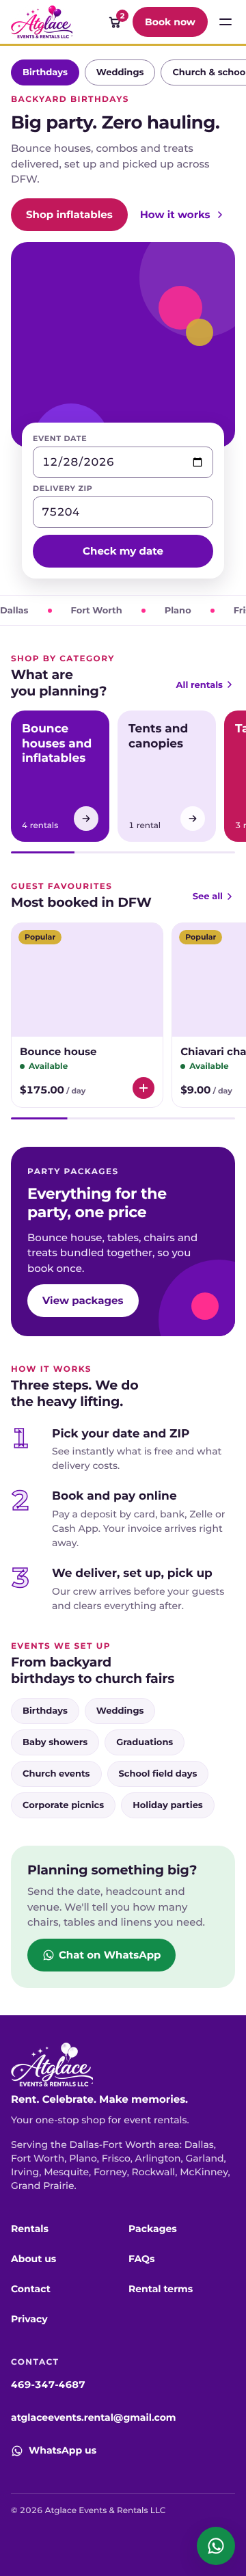 Atglace
EVENTS & RENTALS LLC
2
Book now
Birthdays
Weddings
Church & schoo
BACKYARD BIRTHDAYS
Big party. Zero hauling.
Bounce houses, combos and treats
delivered, set up and picked up across
DFW.
Shop inflatables
How it works
EVENT DATE
12/28/2026
DELIVERY ZIP
75204
Check my date
Dallas
Fort Worth
Plano
Fri
SHOP BY CATEGORY
What are
you planning?
All rentals
Bounce
houses and
inflatables
4 rentals
Tents and
canopies
1 rental
Ta
3 r
GUEST FAVOURITES
Most booked in DFW
See all
Popular
Bounce house
Available
$175.00 / day
Popular
Chiavari cha
Available
$9.00 / day
PARTY PACKAGES
Everything for the
party, one price
Bounce house, tables, chairs and
treats bundled together, so you
book once.
View packages
HOW IT WORKS
Three steps. We do
the heavy lifting.
1
Pick your date and ZIP
See instantly what is free and what
delivery costs.
2
Book and pay online
Pay a deposit by card, bank, Zelle or
Cash App. Your invoice arrives right
away.
3
We deliver, set up, pick up
Our crew arrives before your guests
and clears everything after.
EVENTS WE SET UP
From backyard
birthdays to church fairs
Birthdays
Weddings
Baby showers
Graduations
Church events
School field days
Corporate picnics
Holiday parties
Planning something big?
Send the date, headcount and
venue. We'll tell you how many
chairs, tables and linens you need.
Chat on WhatsApp
Atglace
EVENTS & RENTALS LLC
Rent. Celebrate. Make memories.
Your one-stop shop for event rentals.
Serving the Dallas-Fort Worth area: Dallas,
Fort Worth, Plano, Frisco, Arlington, Garland,
Irving, Mesquite, Forney, Rockwall, McKinney,
Grand Prairie.
Rentals
Packages
About us
FAQs
Contact
Rental terms
Privacy
CONTACT
469-347-4687
atglaceevents.rental@gmail.com
WhatsApp us
© 2026 Atglace Events & Rentals LLC